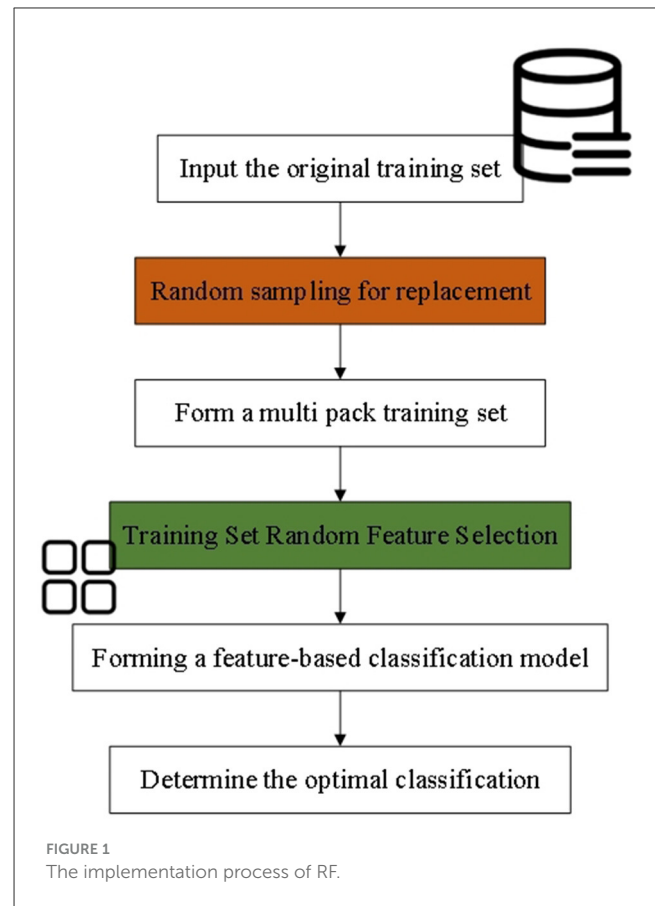 Input the original training set
Random sampling for replacement
Form a multi pack training set
Training Set Random Feature Selection
Forming a feature-based classification model
Determine the optimal classification
FIGURE 1
The implementation process of RF.